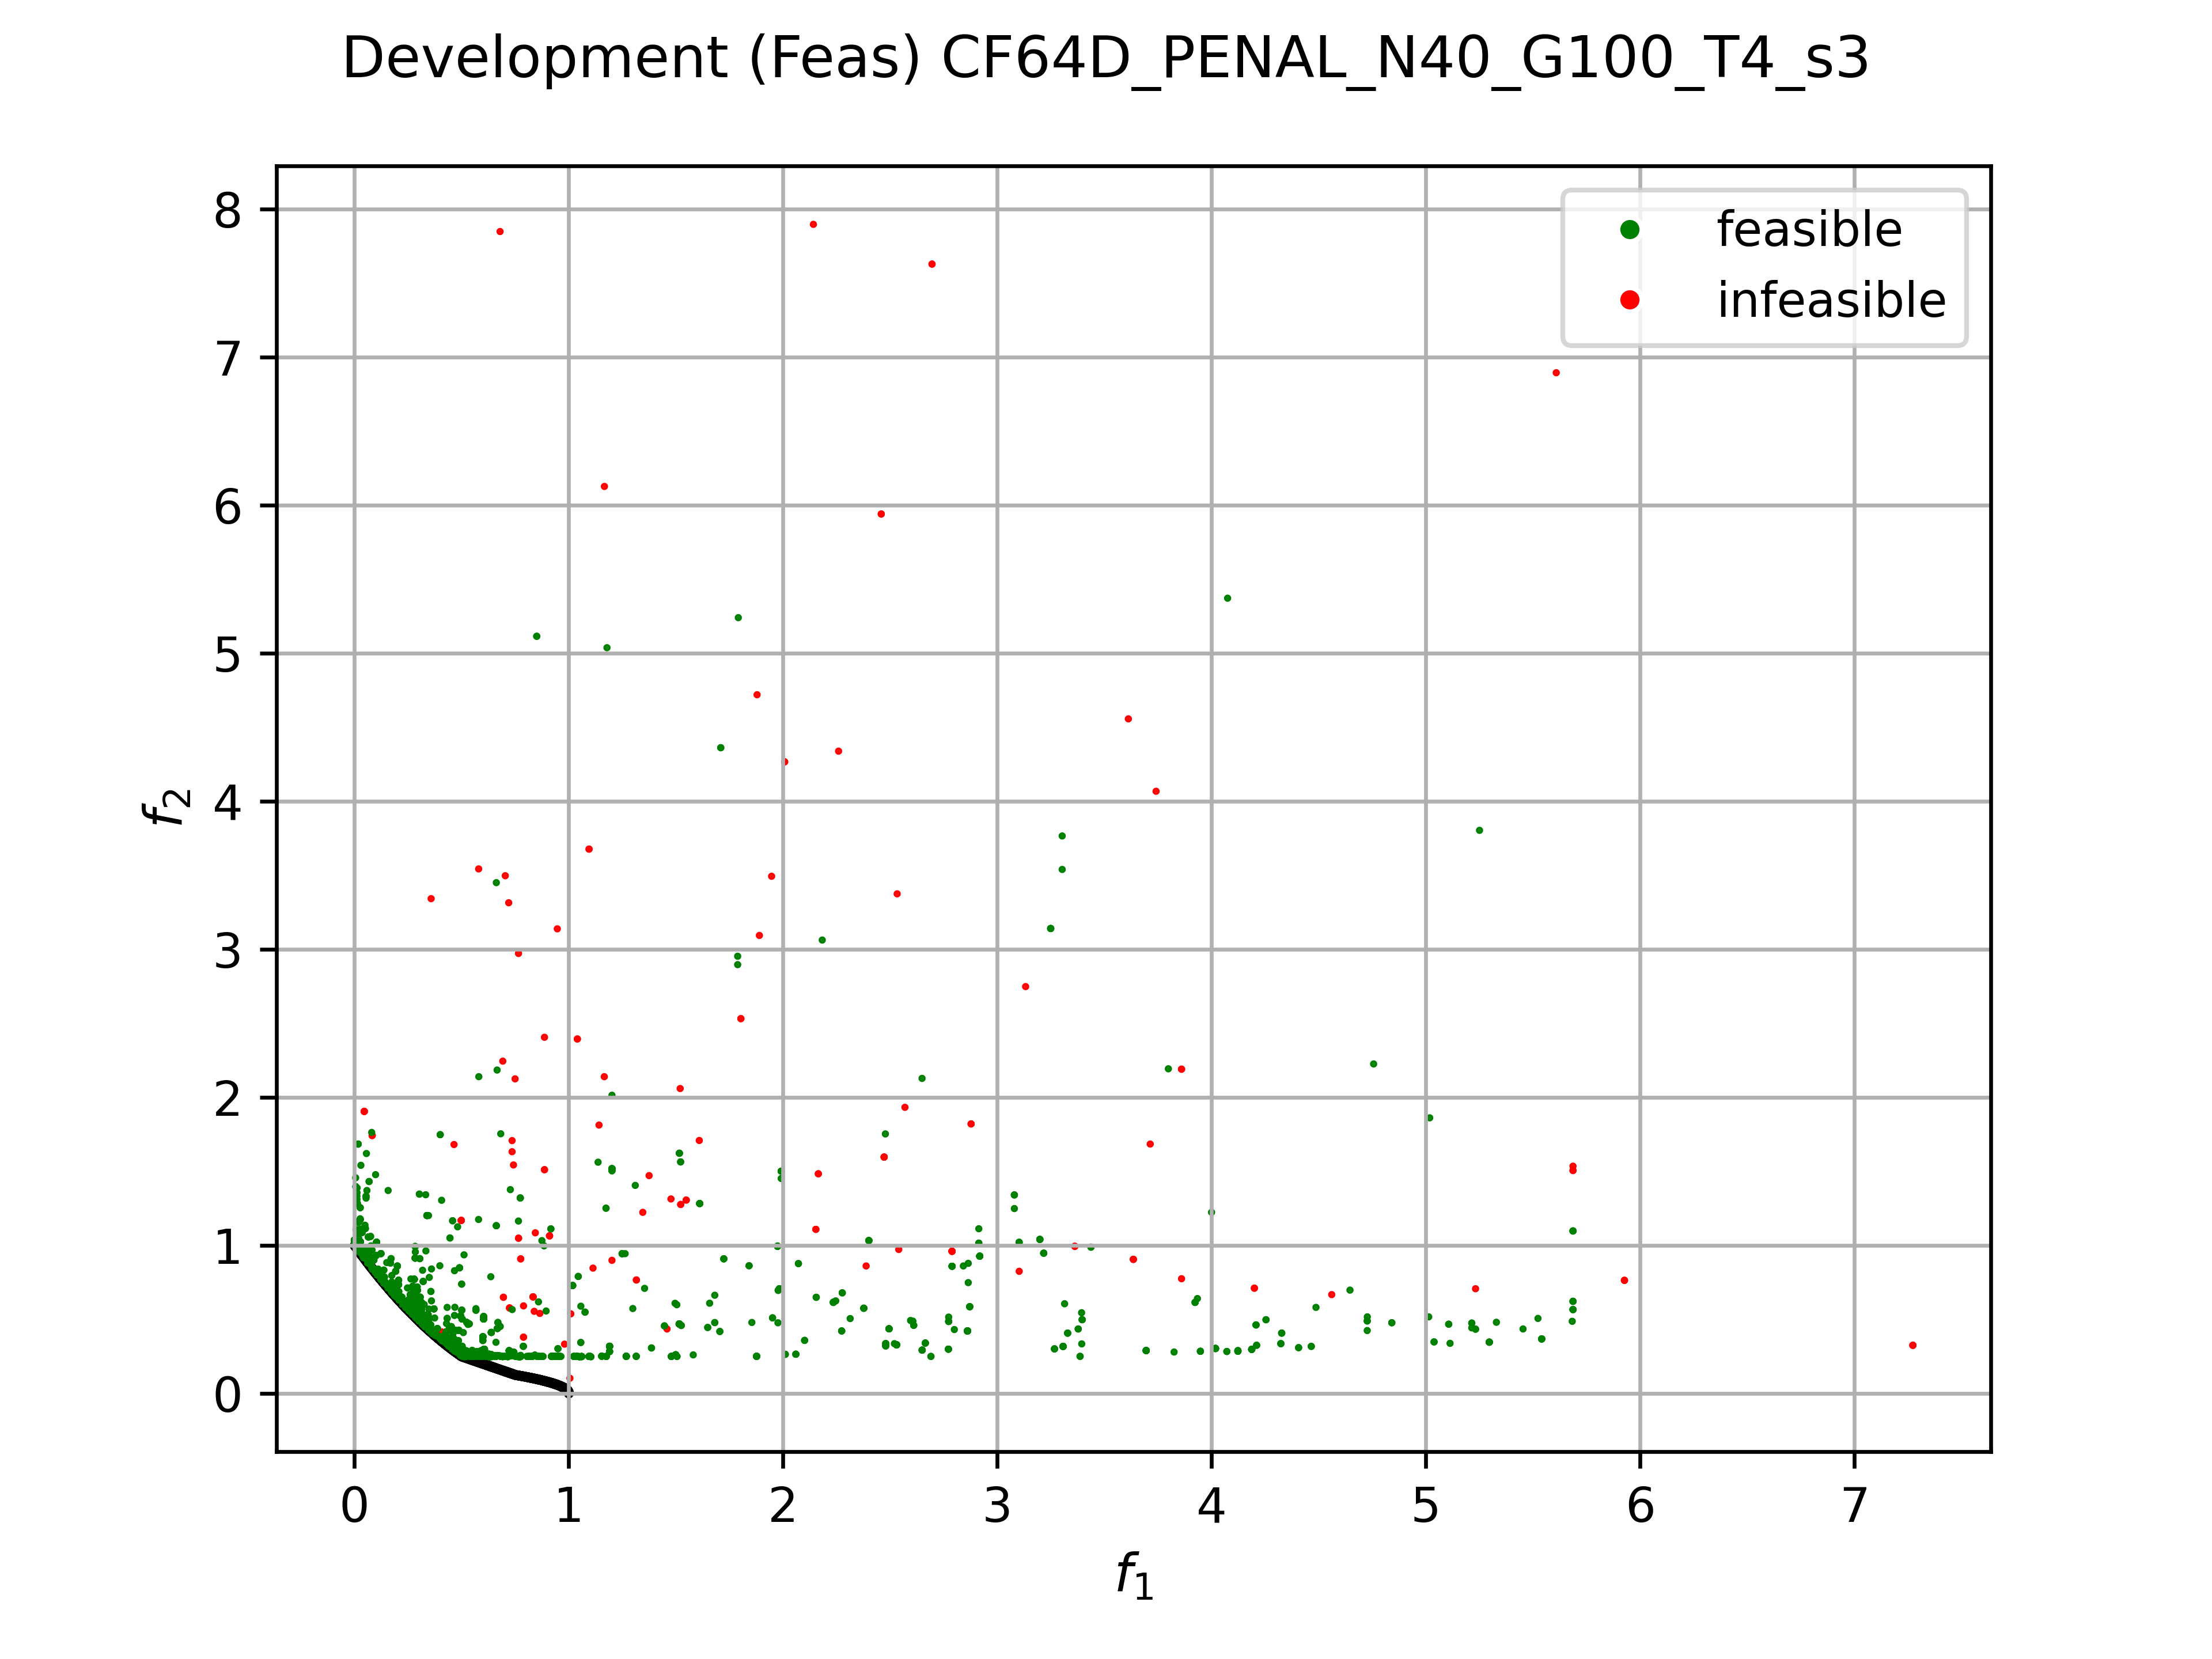 Development (Feas) CF64D_PENAL_N40_G100_T4_s3
feasible
infeasible
8
7
6
5
4
3
2
1
0
f2
0 1 2 3 4 5 6 7
f1